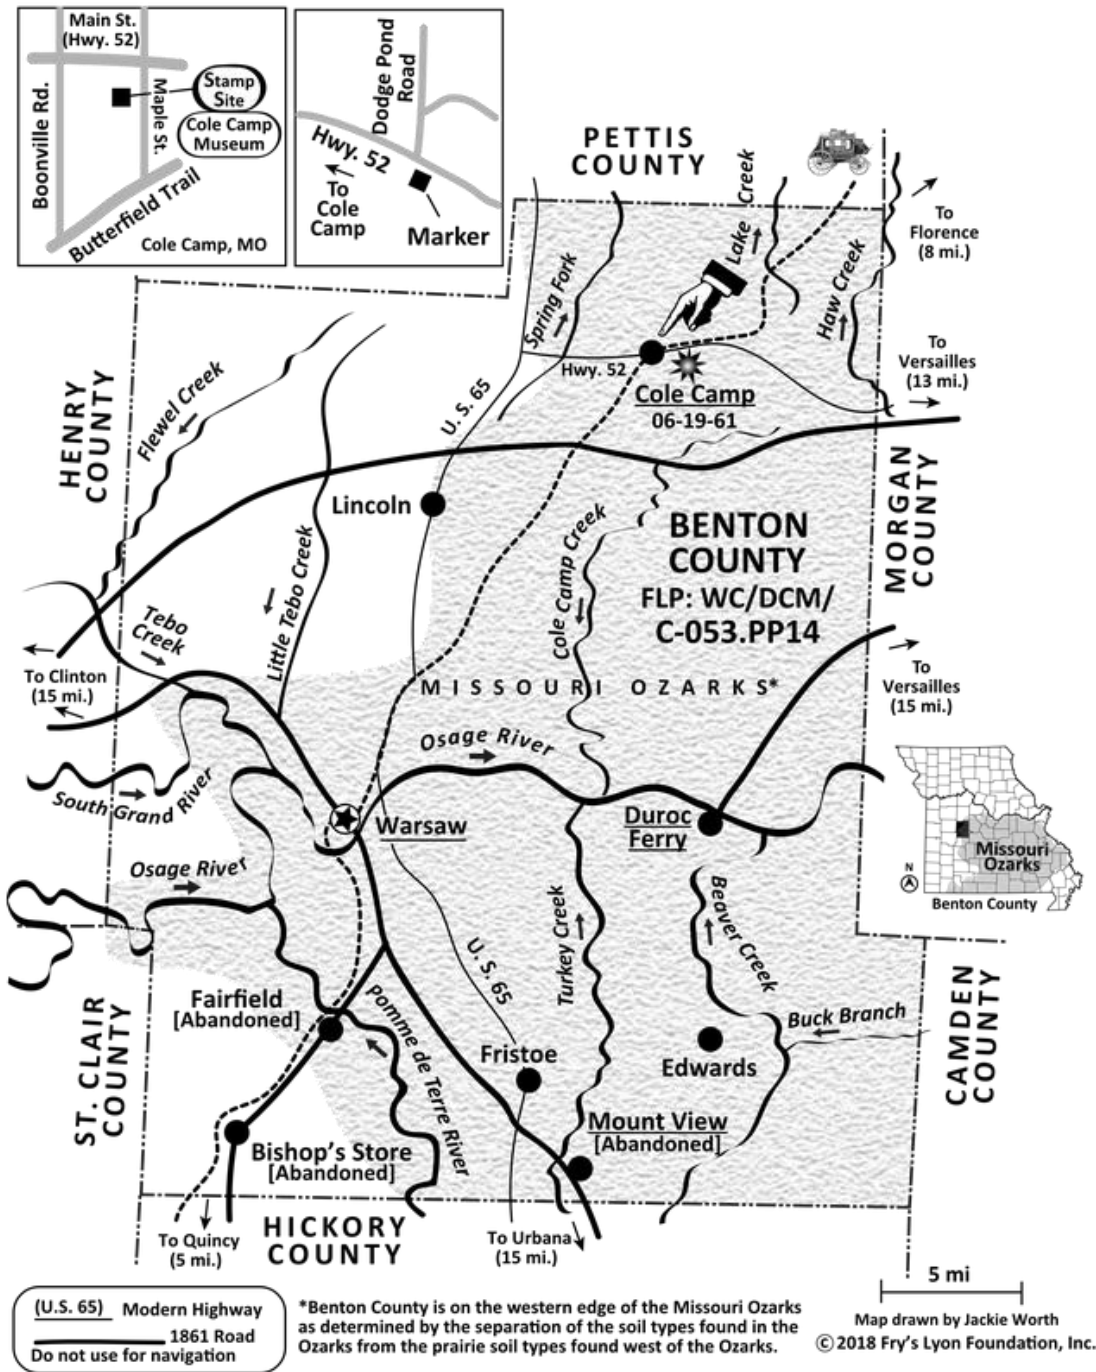 Main St.
(Hwy. 52)
Boonville Rd.
Maple St.
Stamp
Site
Cole Camp
Museum
Butterfield Trail
Cole Camp, MO
Dodge Pond
Road
Hwy. 52
To
Cole
Camp
Marker
PETTIS
COUNTY
Lake Creek
Spring Fork
Haw Creek
To
Florence
(8 mi.)
To
Versailles
(13 mi.)
Hwy. 52
Cole Camp
06-19-61
HENRY
COUNTY
Flewel Creek
U. S. 65
Lincoln
Little Tebo Creek
Cole Camp Creek
BENTON
COUNTY
FLP: WC/DCM/
C-053.PP14
MORGAN
COUNTY
Tebo
Creek
To Clinton
(15 mi.)
MISSOURI OZARKS*
To
Versailles
(15 mi.)
Osage River
South Grand River
Warsaw
Duroc
Ferry
Missouri
Ozarks
N
Benton County
Osage River
Turkey Creek
Beaver Creek
U. S. 65
Buck Branch
ST. CLAIR
COUNTY
CAMDEN
COUNTY
Fairfield
[Abandoned]
Pomme de Terre River
Fristoe
Edwards
Mount View
[Abandoned]
Bishop's Store
[Abandoned]
To Quincy
(5 mi.)
HICKORY
COUNTY
To Urbana
(15 mi.)
5 mi
(U.S. 65) Modern Highway
1861 Road
Do not use for navigation
*Benton County is on the western edge of the Missouri Ozarks
as determined by the separation of the soil types found in the
Ozarks from the prairie soil types found west of the Ozarks.
Map drawn by Jackie Worth
© 2018 Fry's Lyon Foundation, Inc.